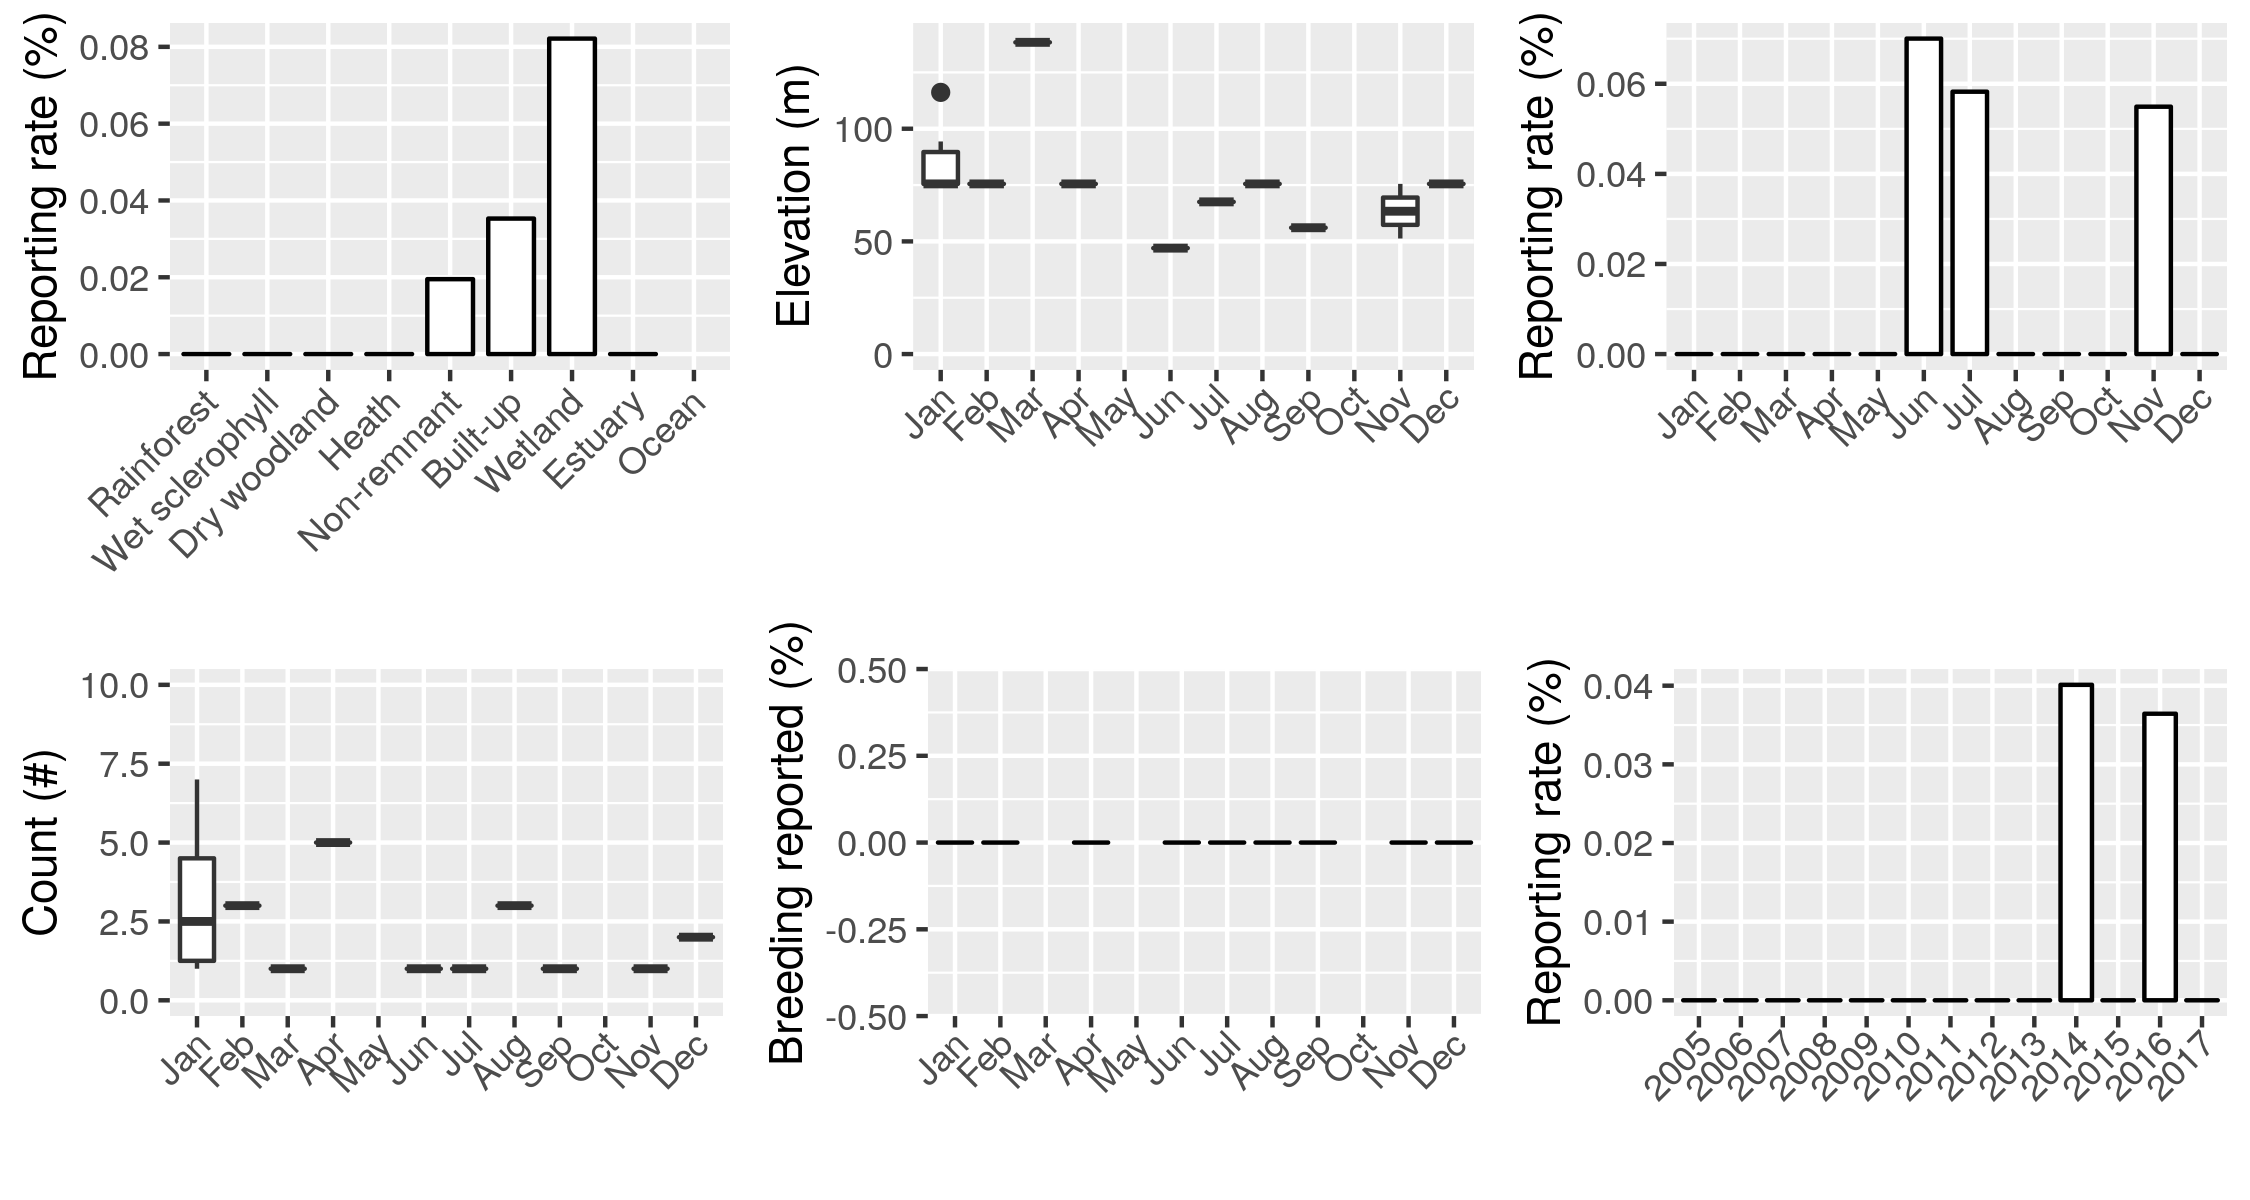 Reporting rate (%)
0.08
0.06
0.04
0.02
0.00
Rainforest
Wet sclerophyll
Dry woodland
Heath
Non-remnant
Built-up
Wetland
Estuary
Ocean
Elevation (m)
100
50
0
Jan
Feb
Mar
Apr
May
Jun
Jul
Aug
Sep
Oct
Nov
Dec
Reporting rate (%)
0.06
0.04
0.02
0.00
Jan
Feb
Mar
Apr
May
Jun
Jul
Aug
Sep
Oct
Nov
Dec
Count (#)
10.0
7.5
5.0
2.5
0.0
Jan
Feb
Mar
Apr
May
Jun
Jul
Aug
Sep
Oct
Nov
Dec
Breeding reported (%)
0.50
0.25
0.00
-0.25
-0.50
Jan
Feb
Mar
Apr
May
Jun
Jul
Aug
Sep
Oct
Nov
Dec
Reporting rate (%)
0.04
0.03
0.02
0.01
0.00
2005
2006
2007
2008
2009
2010
2011
2012
2013
2014
2015
2016
2017